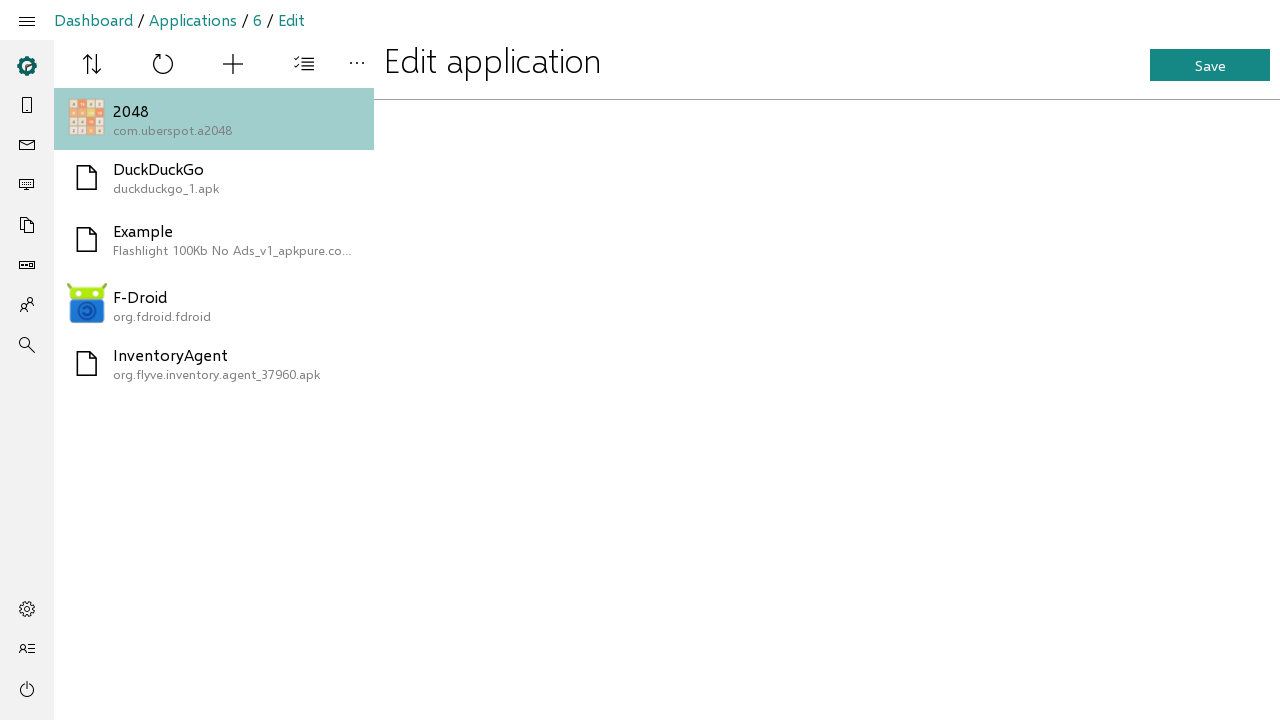 Dashboard / Applications / 6 / Edit
Edit application
Save
2048
com.uberspot.a2048
DuckDuckGo
duckduckgo_1.apk
Example
Flashlight 100Kb No Ads_v1_apkpure.co...
F-Droid
org.fdroid.fdroid
InventoryAgent
org.flyve.inventory.agent_37960.apk